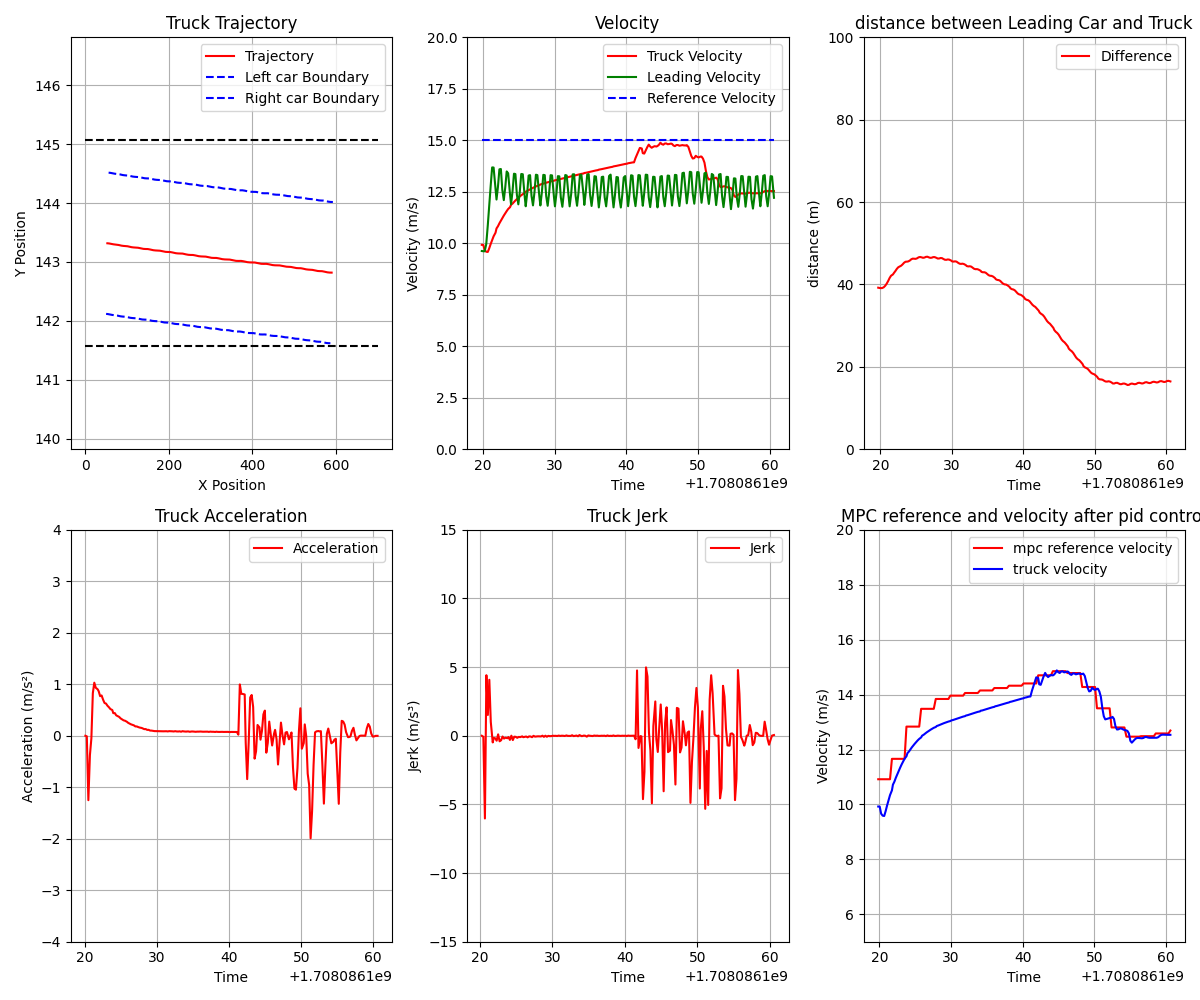 Truck Trajectory
Trajectory
Left car Boundary
Right car Boundary
146
145
144
143
142
141
140
Y Position
0
200
400
600
X Position
Velocity
Truck Velocity
Leading Velocity
Reference Velocity
20.0
17.5
15.0
12.5
10.0
7.5
5.0
2.5
0.0
Velocity (m/s)
20
30
40
50
60
Time
+1.7080861e9
distance between Leading Car and Truck
Difference
100
80
60
40
20
0
distance (m)
20
30
40
50
60
Time
+1.7080861e9
Truck Acceleration
Acceleration
4
3
2
1
0
−1
−2
−3
−4
Acceleration (m/s²)
20
30
40
50
60
Time
+1.7080861e9
Truck Jerk
Jerk
15
10
5
0
−5
−10
−15
Jerk (m/s³)
20
30
40
50
60
Time
+1.7080861e9
MPC reference and velocity after pid contro
mpc reference velocity
truck velocity
20
18
16
14
12
10
8
6
Velocity (m/s)
20
30
40
50
60
Time
+1.7080861e9